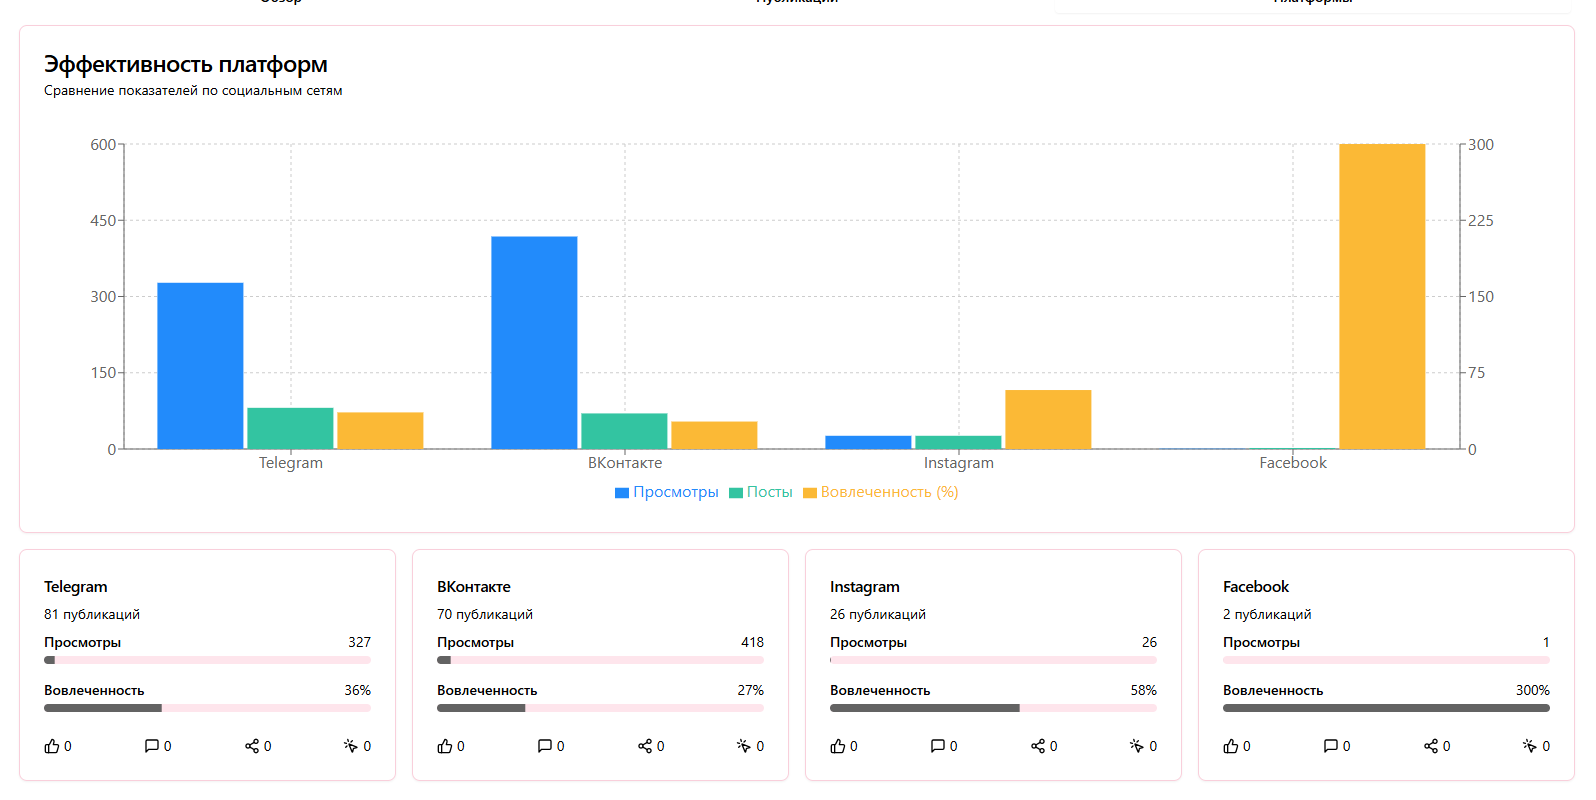 Обзор
Публикации
Платформы
Эффективность платформ
Сравнение показателей по социальным сетям
600
450
300
150
0
300
225
150
75
0
Telegram
ВКонтакте
Instagram
Facebook
Просмотры
Посты
Вовлеченность (%)
Telegram
81 публикаций
Просмотры 327
Вовлеченность 36%
0 0 0 0
ВКонтакте
70 публикаций
Просмотры 418
Вовлеченность 27%
0 0 0 0
Instagram
26 публикаций
Просмотры 26
Вовлеченность 58%
0 0 0 0
Facebook
2 публикаций
Просмотры 1
Вовлеченность 300%
0 0 0 0